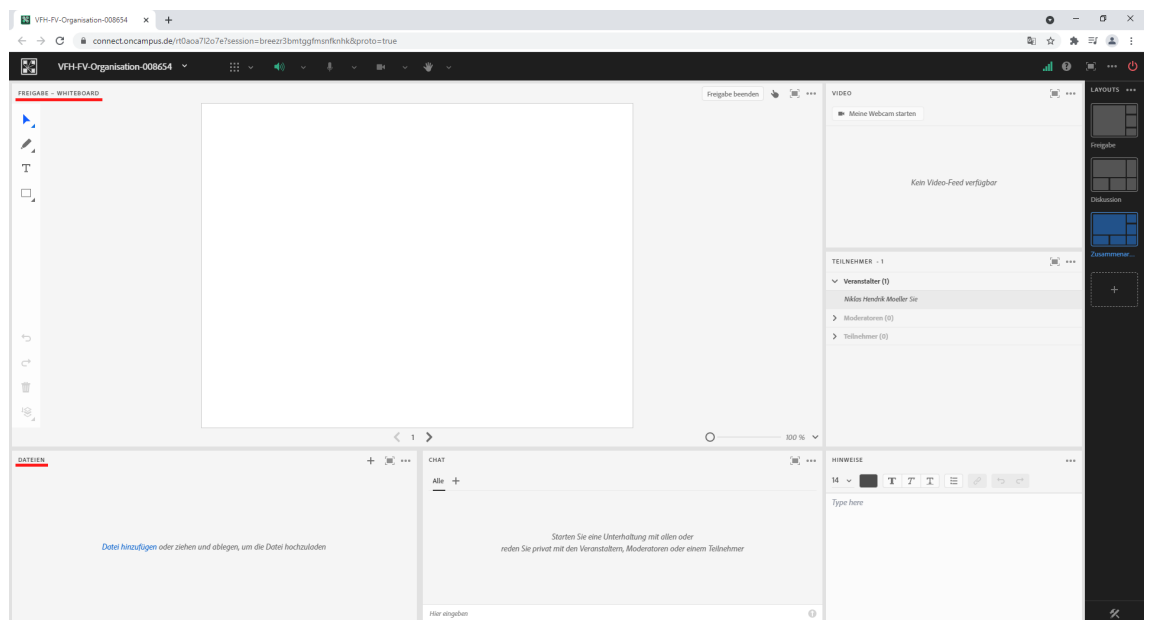 VFH-FV-Organisation-008654
connect.oncampus.de/rt0aoa7l2o7e?session=breezr3bmtggfmsnfknhk&proto=true
VFH-FV-Organisation-008654
FREIGABE - WHITEBOARD
Freigabe beenden
VIDEO
LAYOUTS
Meine Webcam starten
Freigabe
T
Kein Video-Feed verfügbar
Diskussion
Zusammenar...
TEILNEHMER - 1
Veranstalter (1)
Niklas Hendrik Moeller Sie
Moderatoren (0)
Teilnehmer (0)
1
100 %
DATEIEN
CHAT
HINWEISE
Alle
14
T T T
Type here
Starten Sie eine Unterhaltung mit allen oder
Datei hinzufügen oder ziehen und ablegen, um die Datei hochzuladen
reden Sie privat mit den Veranstaltern, Moderatoren oder einem Teilnehmer
Hier eingeben